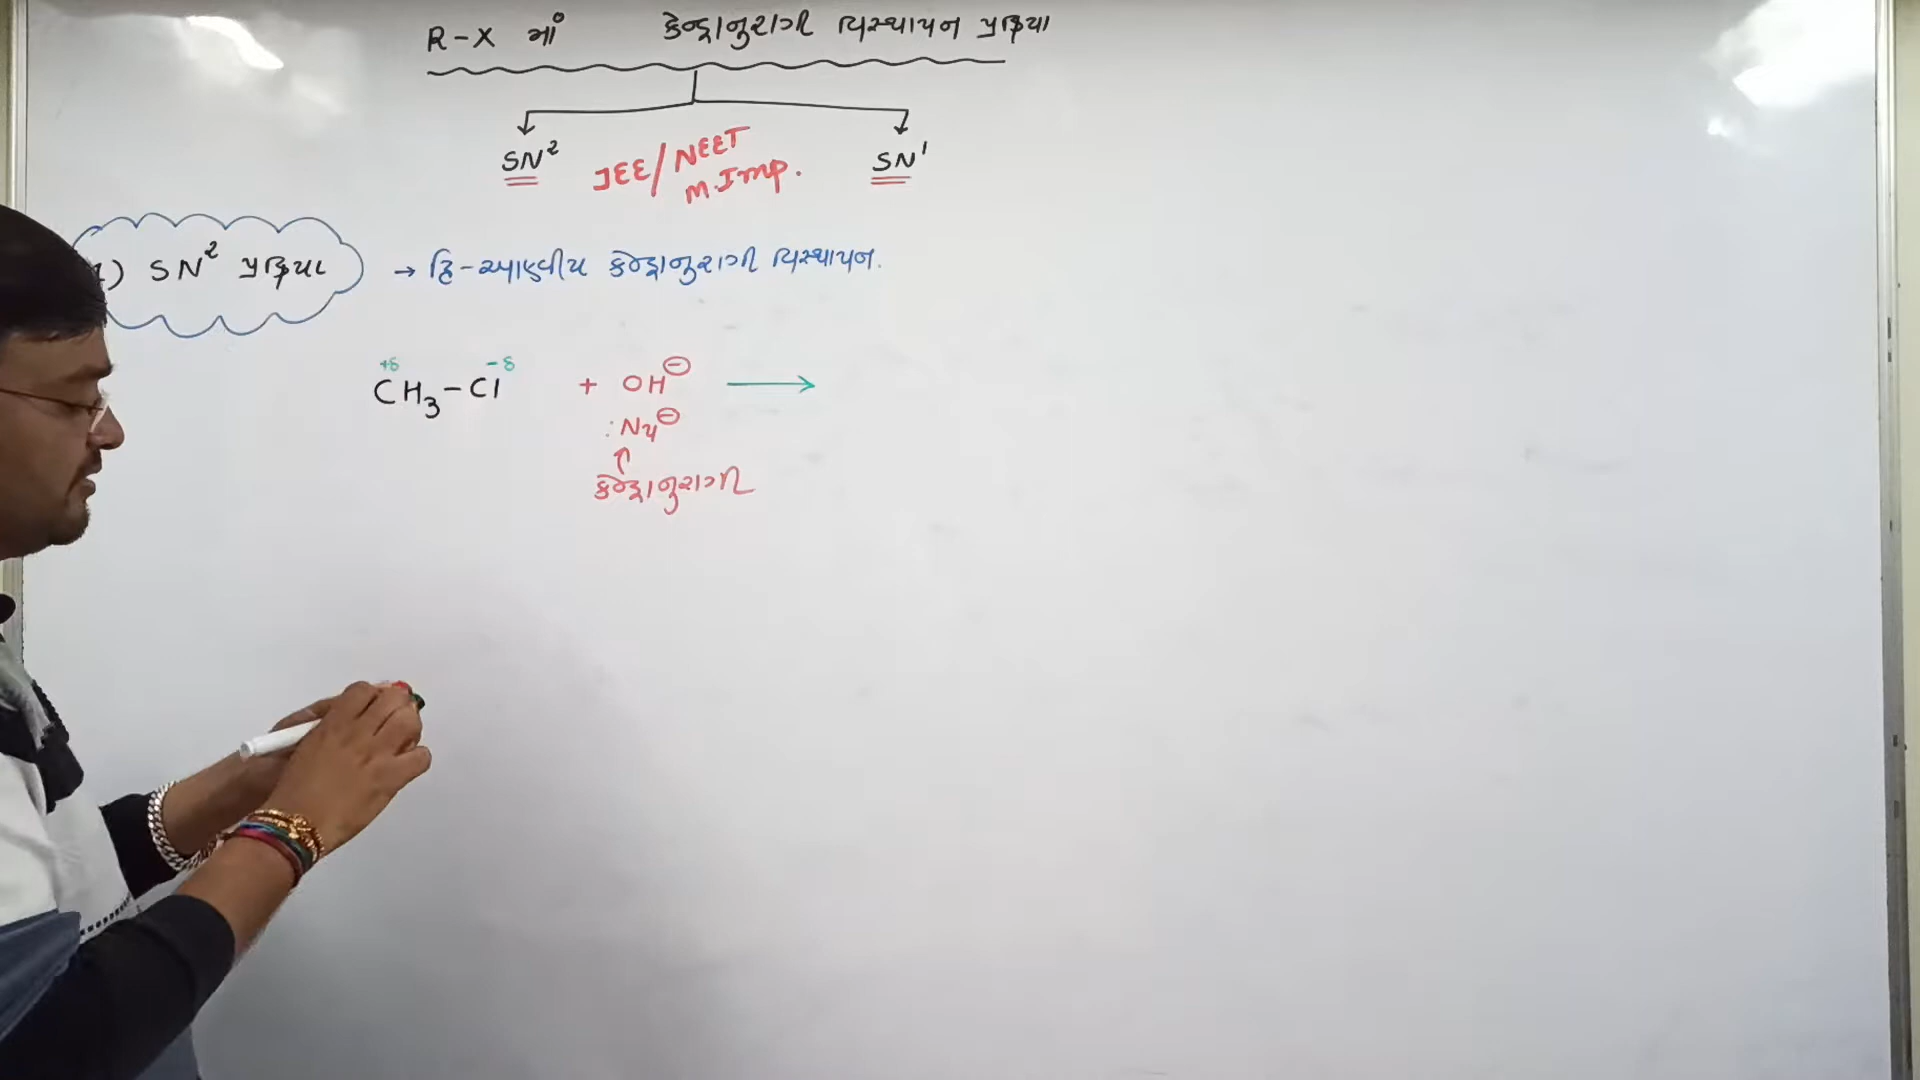 R-X માં કેન્દ્રાનુરાગી વિસ્થાપન પ્રક્રિયા
SN² JEE/NEET M.Imp. SN¹
1) SN² પ્રક્રિયા → દ્વિ-આણ્વીય કેન્દ્રાનુરાગી વિસ્થાપન.
+δ -δ
CH₃-Cl + OH⊖ ⟶
:Nu⊖
↑
કેન્દ્રાનુરાગી